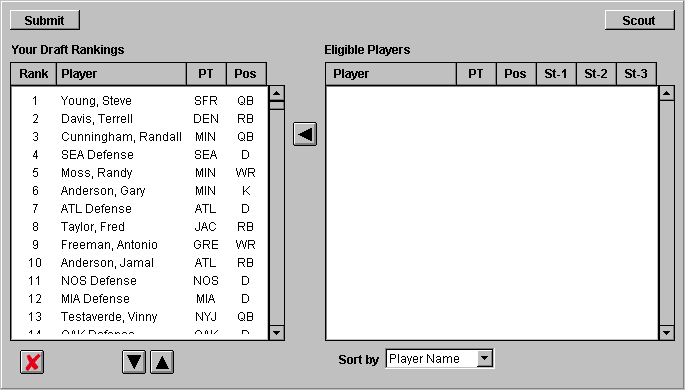 Submit Scout
Your Draft Rankings Eligible Players
Rank Player PT Pos Player PT Pos St-1 St-2 St-3
1 Young, Steve SFR QB
2 Davis, Terrell DEN RB
3 Cunningham, Randall MIN QB
4 SEA Defense SEA D
5 Moss, Randy MIN WR
6 Anderson, Gary MIN K
7 ATL Defense ATL D
8 Taylor, Fred JAC RB
9 Freeman, Antonio GRE WR
10 Anderson, Jamal ATL RB
11 NOS Defense NOS D
12 MIA Defense MIA D
13 Testaverde, Vinny NYJ QB
14 OAK Defense OAK D
Sort by Player Name